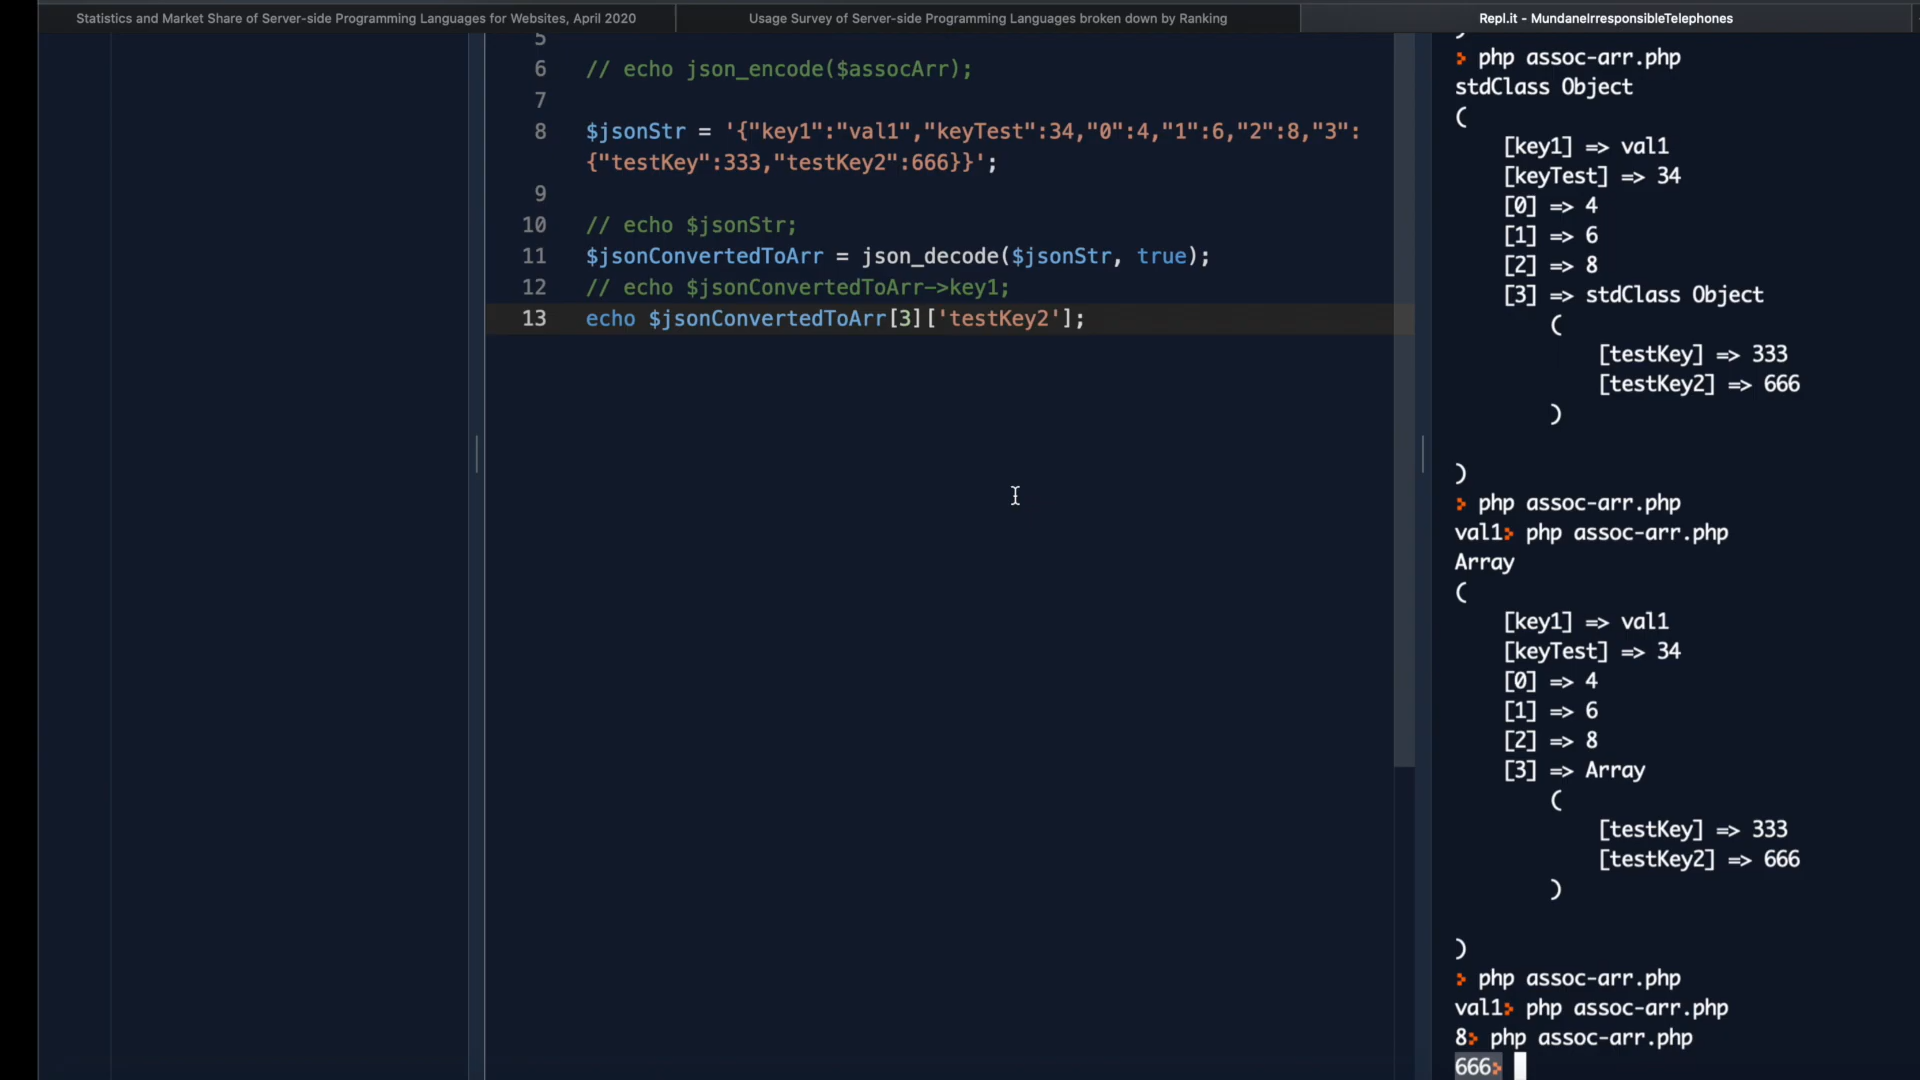 Statistics and Market Share of Server-side Programming Languages for Websites, April 2020
Usage Survey of Server-side Programming Languages broken down by Ranking
Repl.it - MundaneIrresponsibleTelephones
5
6 // echo json_encode($assocArr);
7
8 $jsonStr = '{"key1":"val1","keyTest":34,"0":4,"1":6,"2":8,"3":
{"testKey":333,"testKey2":666}}';
9
10 // echo $jsonStr;
11 $jsonConvertedToArr = json_decode($jsonStr, true);
12 // echo $jsonConvertedToArr->key1;
13 echo $jsonConvertedToArr[3]['testKey2'];
)
> php assoc-arr.php
stdClass Object
(
[key1] => val1
[keyTest] => 34
[0] => 4
[1] => 6
[2] => 8
[3] => stdClass Object
(
[testKey] => 333
[testKey2] => 666
)
)
> php assoc-arr.php
val1> php assoc-arr.php
Array
(
[key1] => val1
[keyTest] => 34
[0] => 4
[1] => 6
[2] => 8
[3] => Array
(
[testKey] => 333
[testKey2] => 666
)
)
> php assoc-arr.php
val1> php assoc-arr.php
8> php assoc-arr.php
666>